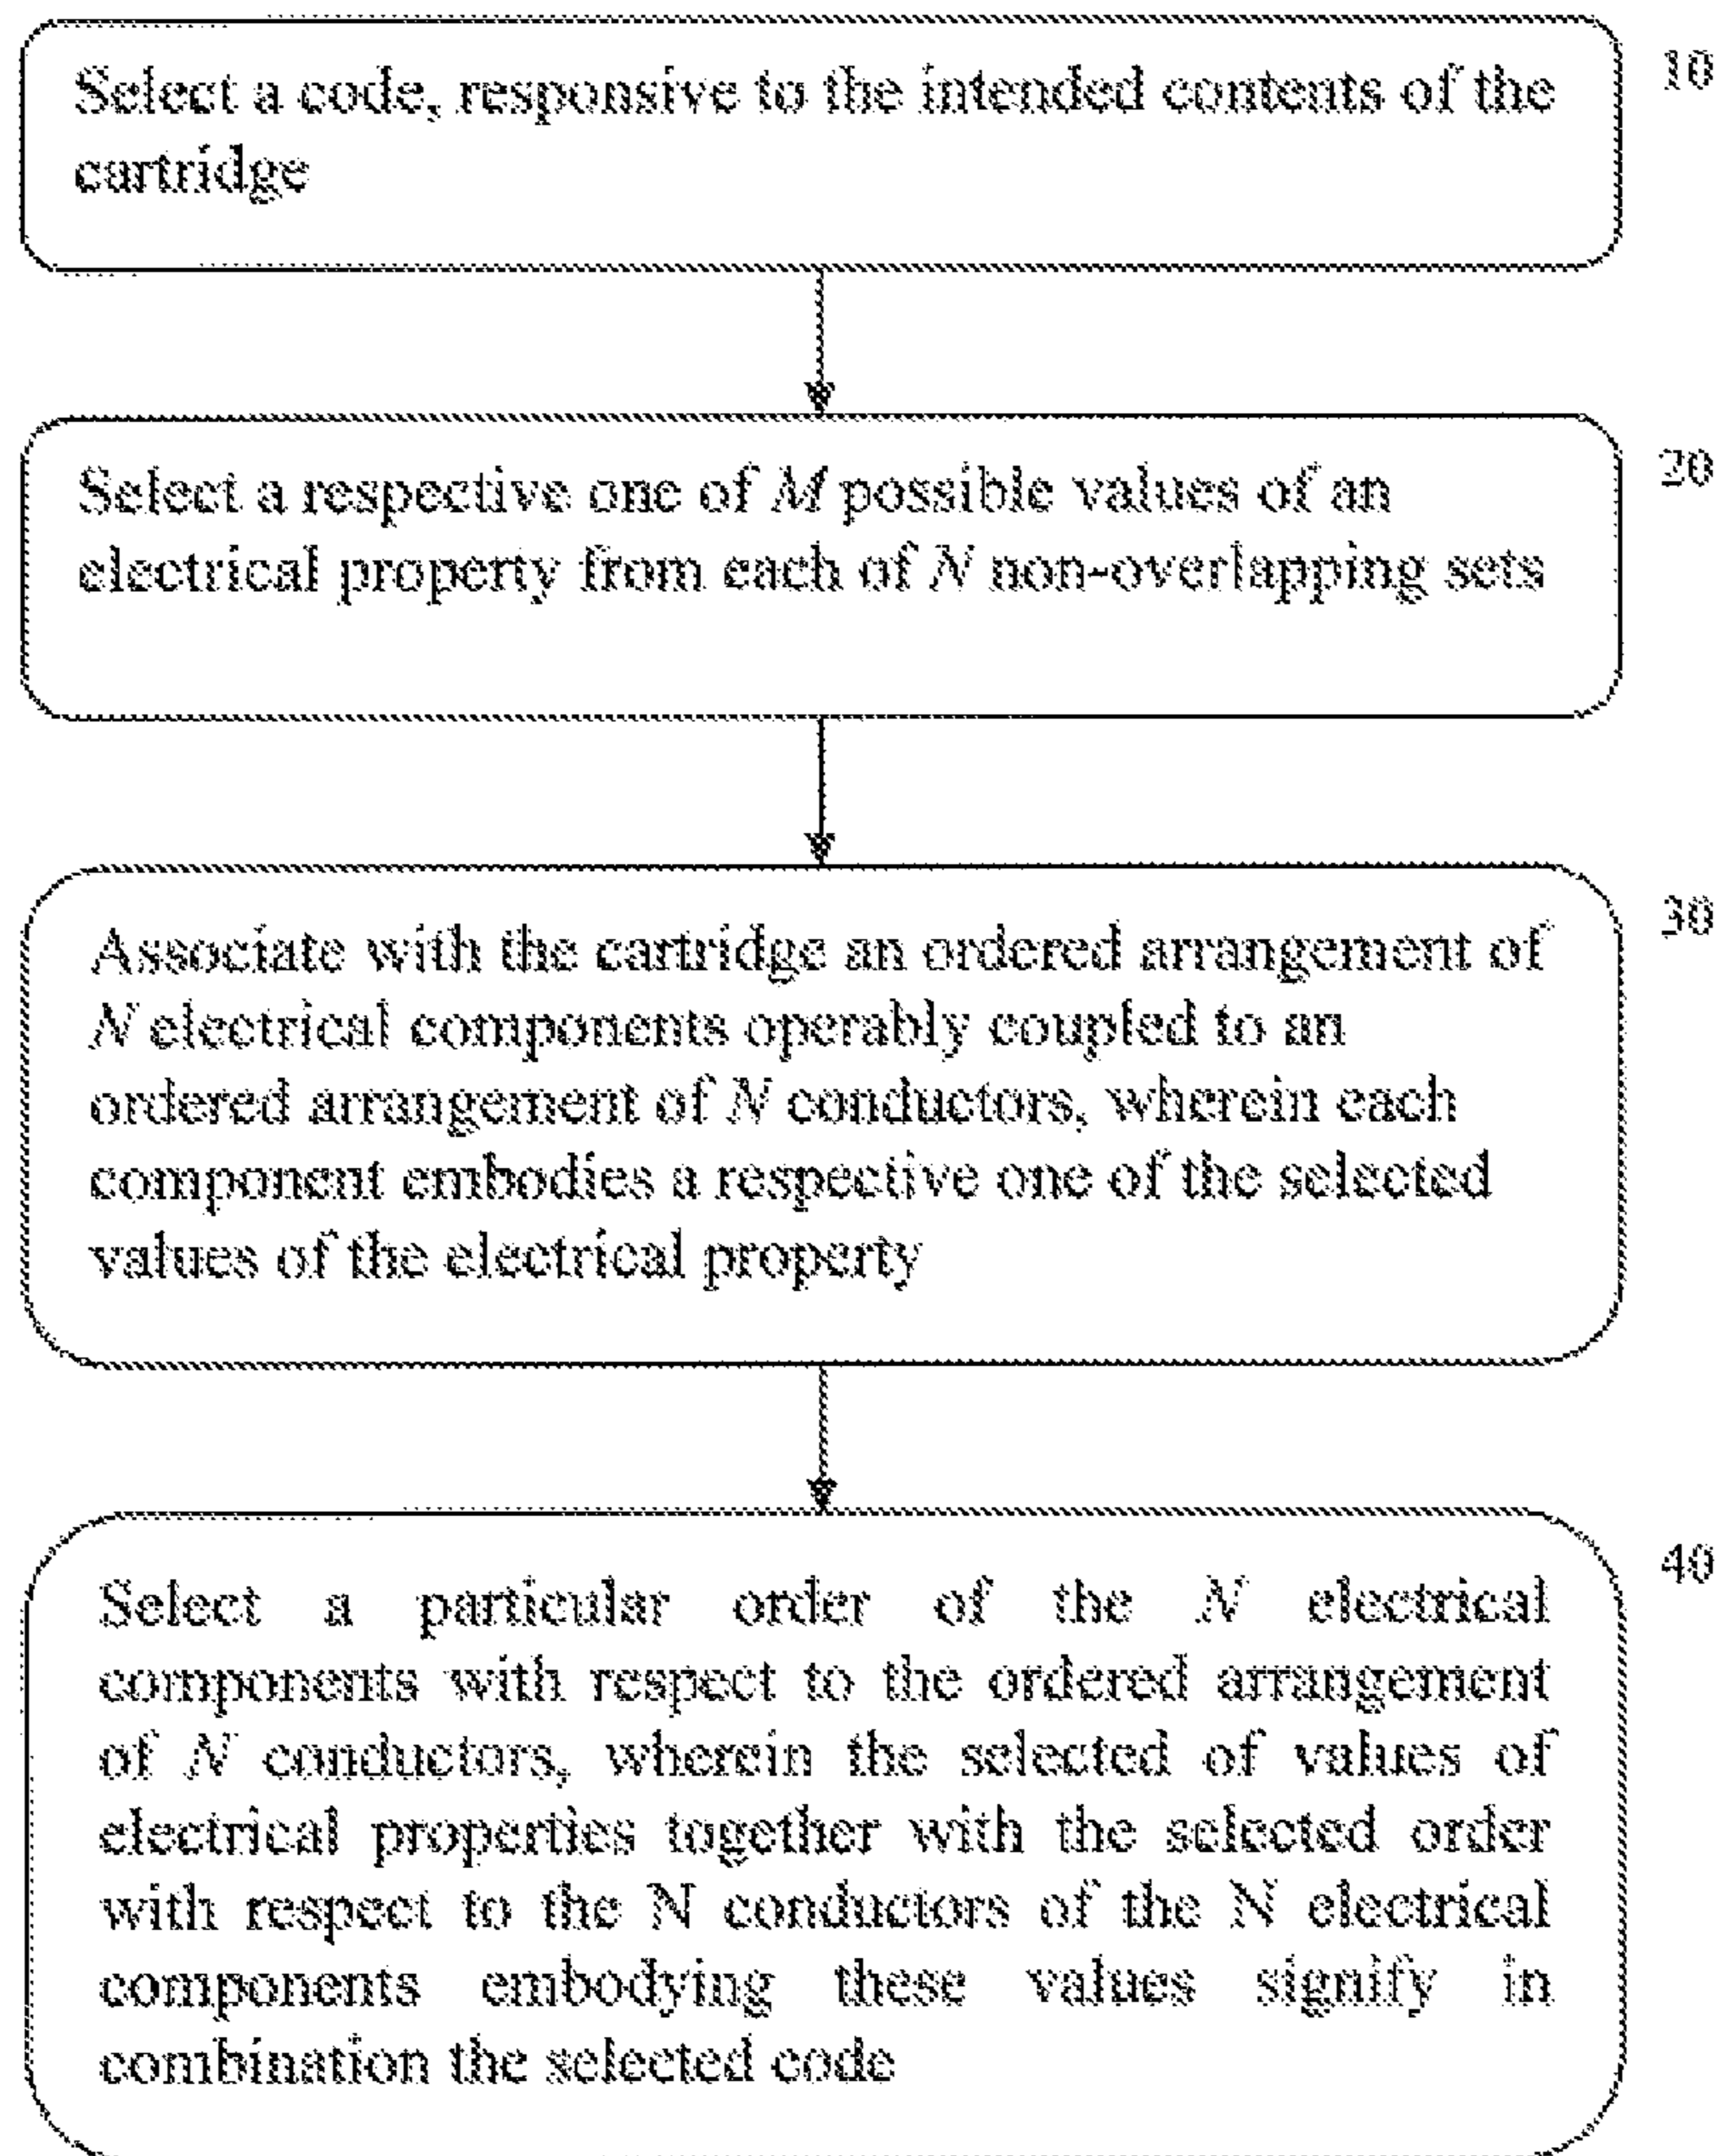 Select a code, responsive to the intended contents of the
cartridge
10
Select a respective one of M possible values of an
electrical property from each of N non-overlapping sets
20
Associate with the cartridge an ordered arrangement of
N electrical components operably coupled to an
ordered arrangement of N conductors, wherein each
component embodies a respective one of the selected
values of the electrical property
30
Select a particular order of the N electrical
components with respect to the ordered arrangement
of N conductors, wherein the selected of values of
electrical properties together with the selected order
with respect to the N conductors of the N electrical
components embodying these values signify in
combination the selected code
40